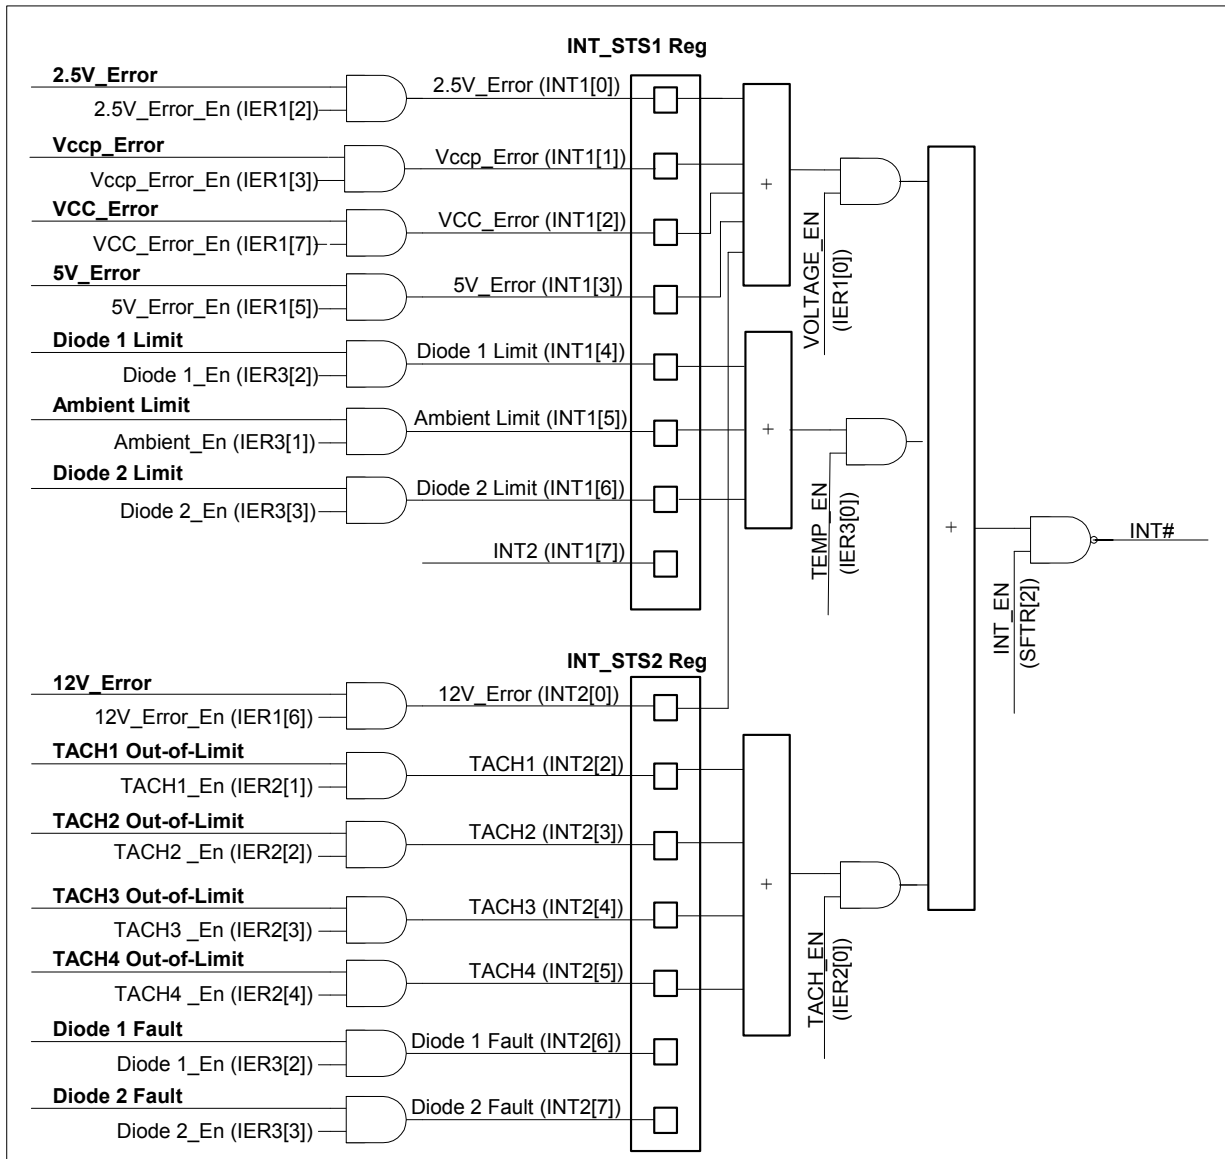 INT_STS1 Reg
2.5V_Error
2.5V_Error_En (IER1[2])
2.5V_Error (INT1[0])
Vccp_Error
Vccp_Error_En (IER1[3])
Vccp_Error (INT1[1])
VCC_Error
VCC_Error_En (IER1[7])
VCC_Error (INT1[2])
5V_Error
5V_Error_En (IER1[5])
5V_Error (INT1[3])
Diode 1 Limit
Diode 1_En (IER3[2])
Diode 1 Limit (INT1[4])
Ambient Limit
Ambient_En (IER3[1])
Ambient Limit (INT1[5])
Diode 2 Limit
Diode 2_En (IER3[3])
Diode 2 Limit (INT1[6])
INT2 (INT1[7])
+
VOLTAGE_EN
(IER1[0])
+
TEMP_EN
(IER3[0])
+
INT_EN
(SFTR[2])
INT#
INT_STS2 Reg
12V_Error
12V_Error_En (IER1[6])
12V_Error (INT2[0])
TACH1 Out-of-Limit
TACH1_En (IER2[1])
TACH1 (INT2[2])
TACH2 Out-of-Limit
TACH2 _En (IER2[2])
TACH2 (INT2[3])
TACH3 Out-of-Limit
TACH3 _En (IER2[3])
TACH3 (INT2[4])
TACH4 Out-of-Limit
TACH4 _En (IER2[4])
TACH4 (INT2[5])
Diode 1 Fault
Diode 1_En (IER3[2])
Diode 1 Fault (INT2[6])
Diode 2 Fault
Diode 2_En (IER3[3])
Diode 2 Fault (INT2[7])
+
TACH_EN
(IER2[0])